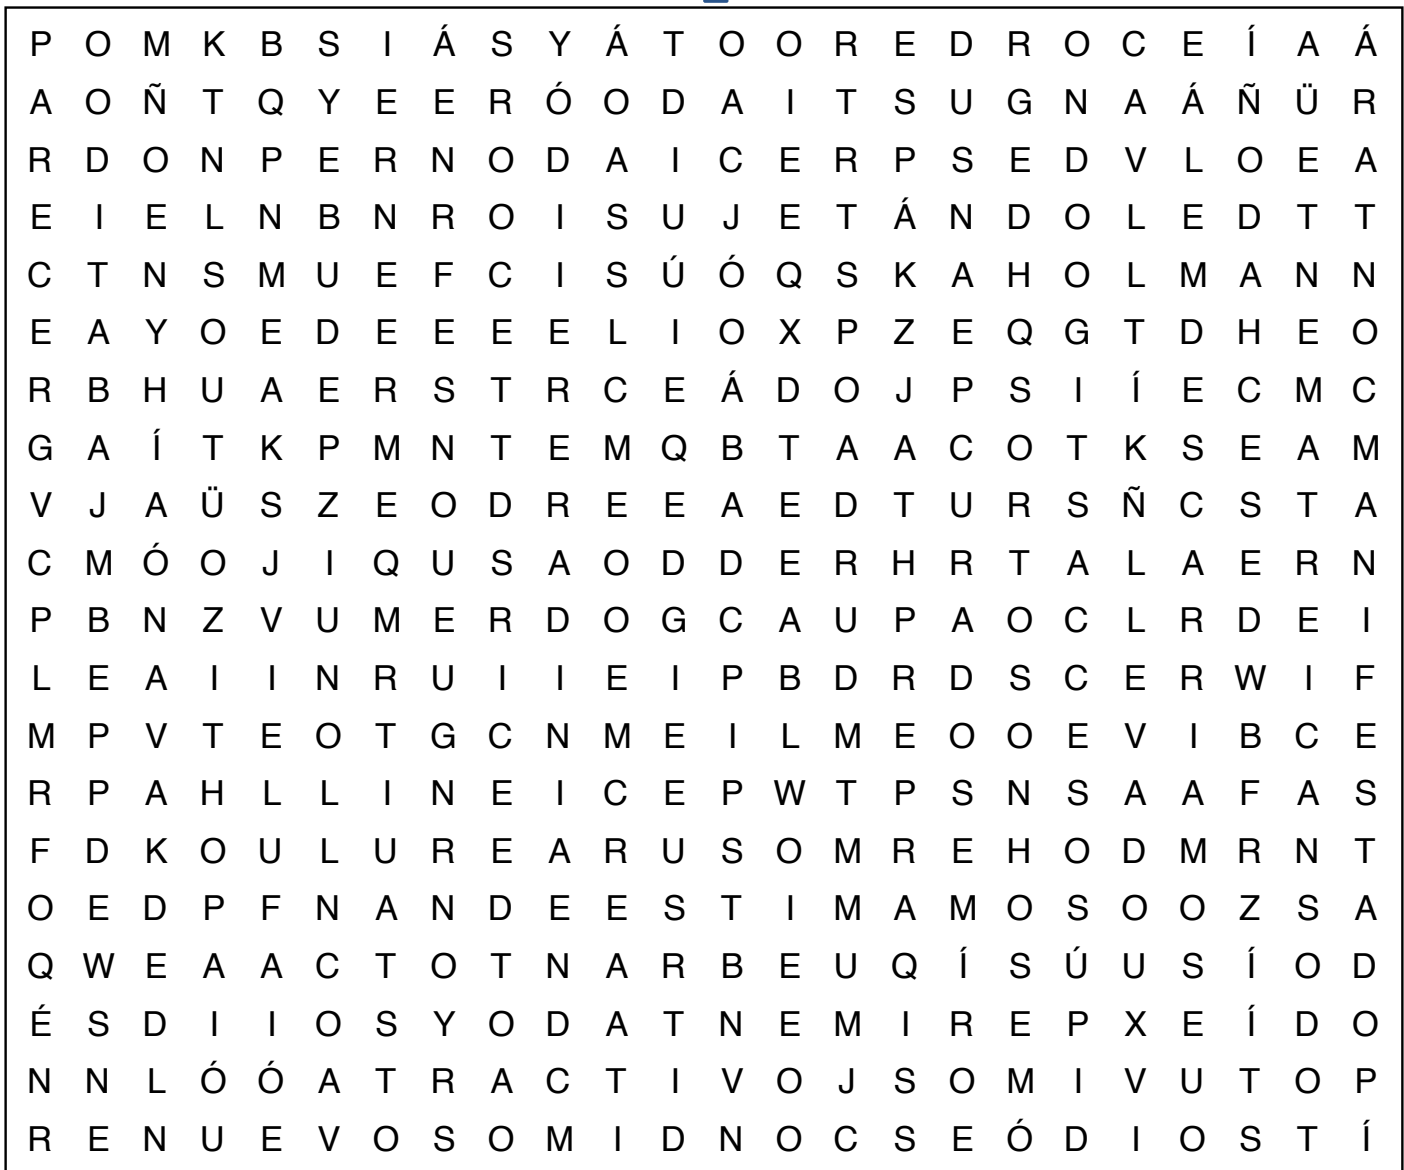 P O M K B S I Á S Y Á T O O R E D R O C E Í A Á
A O Ñ T Q Y E E R Ó O D A I T S U G N A Á Ñ Ü R
R D O N P E R N O D A I C E R P S E D V L O E A
E I E L N B N R O I S U J E T Á N D O L E D T T
C T N S M U E F C I S Ú Ó Q S K A H O L M A N N
E A Y O E D E E E E L I O X P Z E Q G T D H E O
R B H U A E R S T R C E Á D O J P S I Í E C M C
G A Í T K P M N T E M Q B T A A C O T K S E A M
V J A Ü S Z E O D R E E A E D T U R S Ñ C S T A
C M Ó O J I Q U S A O D D E R H R T A L A E R N
P B N Z V U M E R D O G C A U P A O C L R D E I
L E A I I N R U I I E I P B D R D S C E R W I F
M P V T E O T G C N M E I L M E O O E V I B C E
R P A H L L I N E I C E P W T P S N S A A F A S
F D K O U L U R E A R U S O M R E H O D M R N T
O E D P F N A N D E E S T I M A M O S O O Z S A
Q W E A A C T O T N A R B E U Q Í S Ú U S Í O D
É S D I I O S Y O D A T N E M I R E P X E Í D O
N N L Ó Ó A T R A C T I V O J S O M I V U T O P
R E N U E V O S O M I D N O C S E Ó D I O S T Í